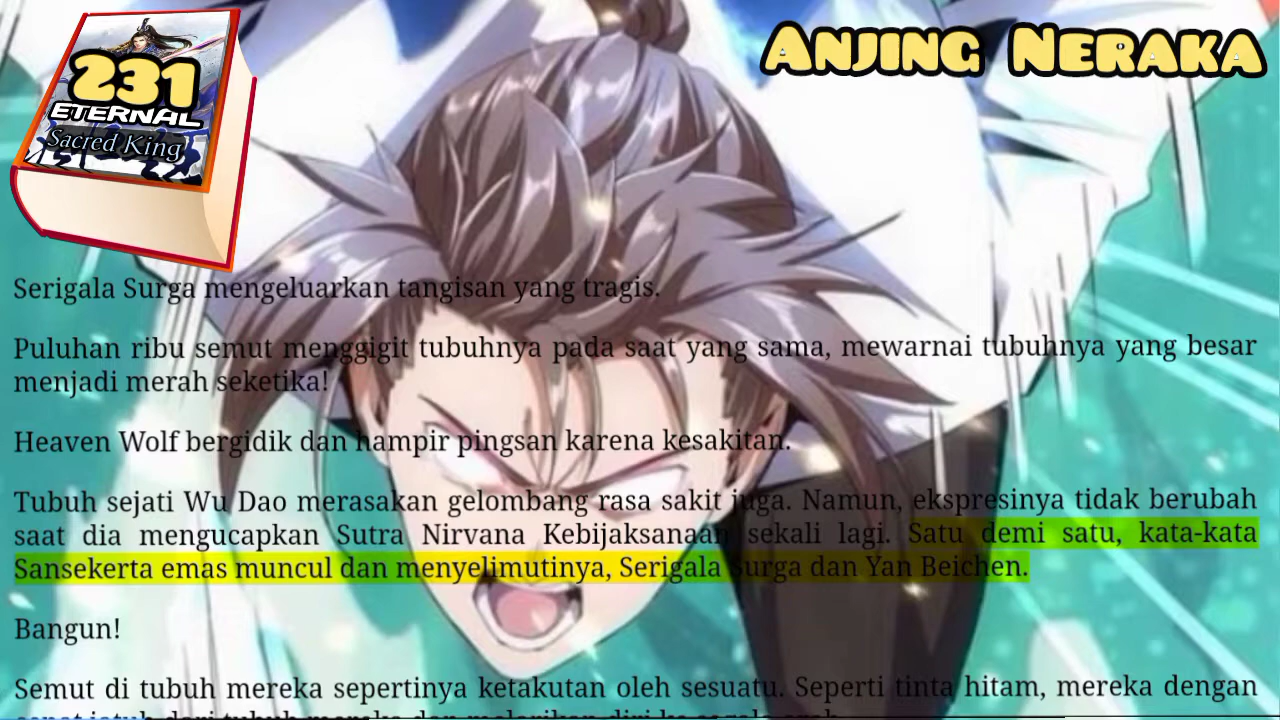 231
ETERNAL
Sacred King
ANJING NERAKA
Serigala Surga mengeluarkan tangisan yang tragis.
Puluhan ribu semut menggigit tubuhnya pada saat yang sama, mewarnai tubuhnya yang besar
menjadi merah seketika!
Heaven Wolf bergidik dan hampir pingsan karena kesakitan.
Tubuh sejati Wu Dao merasakan gelombang rasa sakit juga. Namun, ekspresinya tidak berubah
saat dia mengucapkan Sutra Nirvana Kebijaksanaan sekali lagi. Satu demi satu, kata-kata
Sansekerta emas muncul dan menyelimutinya, Serigala Surga dan Yan Beichen.
Bangun!
Semut di tubuh mereka sepertinya ketakutan oleh sesuatu. Seperti tinta hitam, mereka dengan